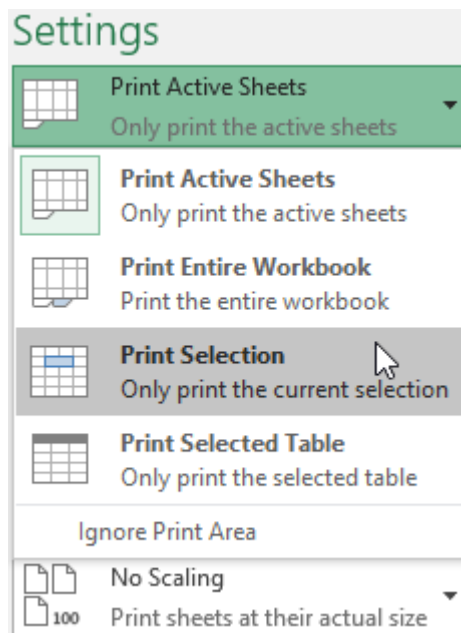 Settings
Print Active Sheets
Only print the active sheets
Print Active Sheets
Only print the active sheets
Print Entire Workbook
Print the entire workbook
Print Selection
Only print the current selection
Print Selected Table
Only print the selected table
Ignore Print Area
No Scaling
100 Print sheets at their actual size